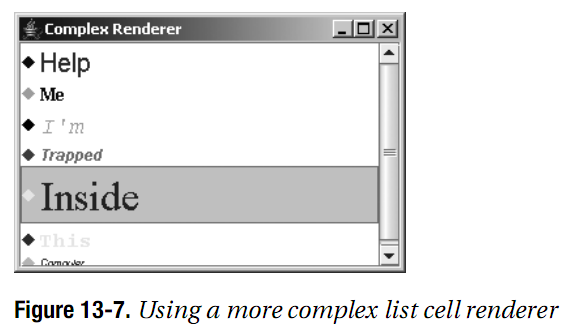 Complex Renderer
Help
Me
I'm
Trapped
Inside
This
Computer
Figure 13-7. Using a more complex list cell renderer